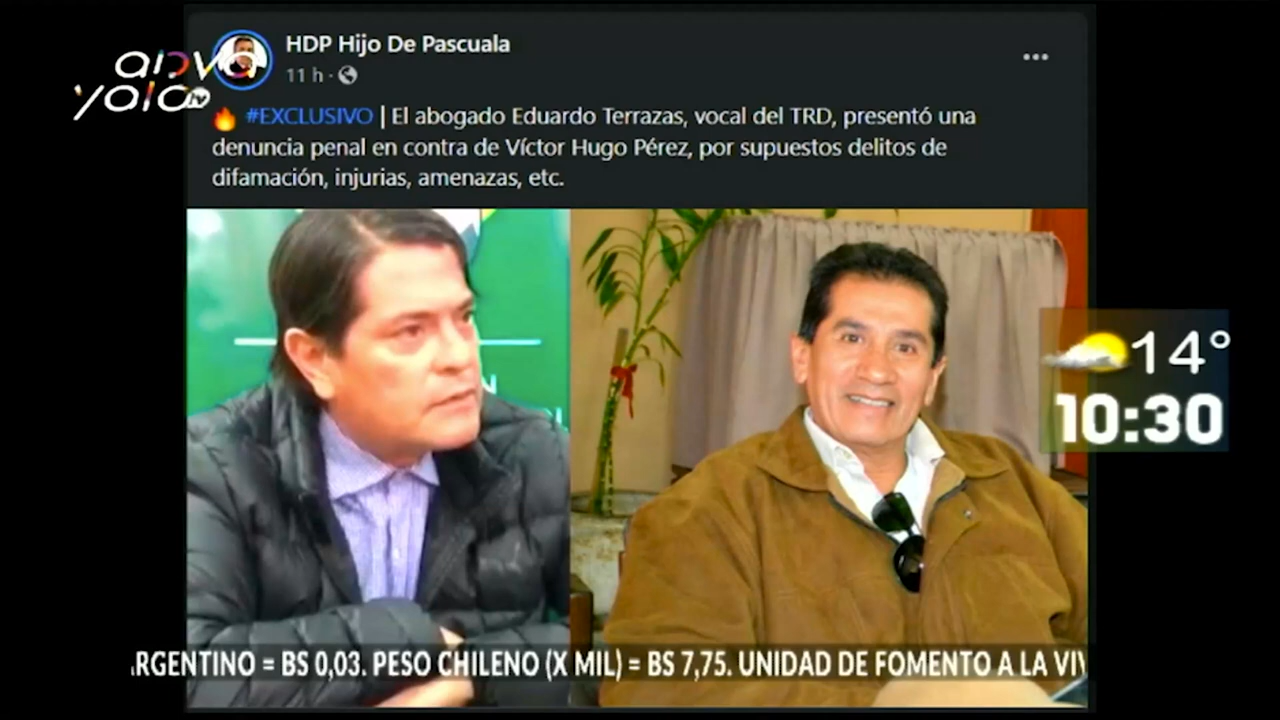 HDP Hijo De Pascuala
11 h ·
#EXCLUSIVO | El abogado Eduardo Terrazas, vocal del TRD, presentó una
denuncia penal en contra de Víctor Hugo Pérez, por supuestos delitos de
difamación, injurias, amenazas, etc.
14°
10:30
RGENTINO = BS 0,03. PESO CHILENO (X MIL) = BS 7,75. UNIDAD DE FOMENTO A LA VIV